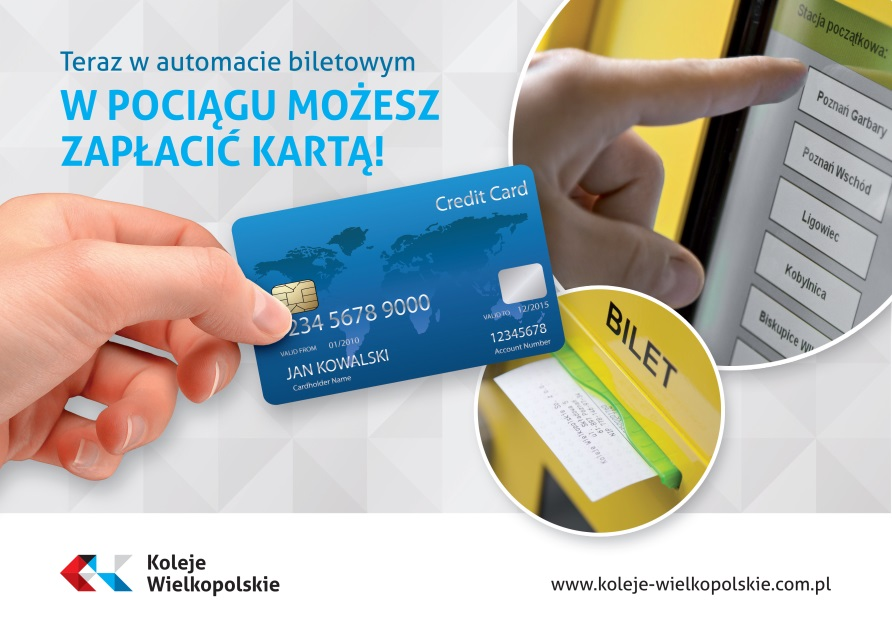 Teraz w automacie biletowym
W POCIĄGU MOŻESZ
ZAPŁACIĆ KARTĄ!
Stacja początkowa:
Poznań Garbary
Poznań Wschód
Ligowiec
Kobylnica
Biskupice
Credit Card
234 5678 9000
VALID FROM 01/2010
VALID TO 12/2015
JAN KOWALSKI
Cardholder Name
12345678
Account Number
BILET
Koleje
Wielkopolskie
www.koleje-wielkopolskie.com.pl